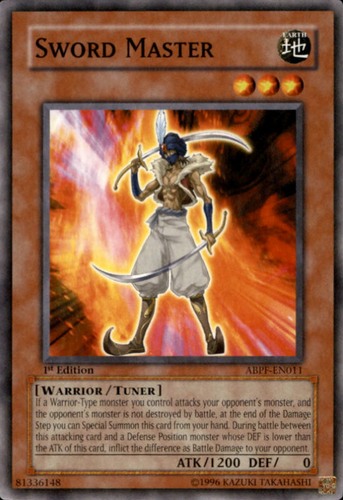 SWORD MASTER
EARTH
地
1st Edition
ABPF-EN011
[WARRIOR / TUNER]
If a Warrior-Type monster you control attacks your opponent's monster, and
the opponent's monster is not destroyed by battle, at the end of the Damage
Step you can Special Summon this card from your hand. During battle between
this attacking card and a Defense Position monster whose DEF is lower than
the ATK of this card, inflict the difference as Battle Damage to your opponent.
ATK/1200 DEF/ 0
81336148
©1996 KAZUKI TAKAHASHI